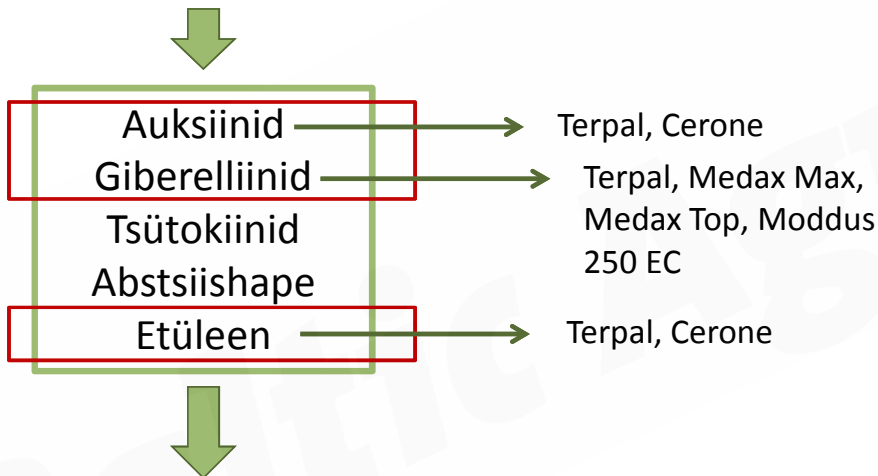 Auksiinid
Terpal, Cerone
Giberelliinid
Terpal, Medax Max,
Medax Top, Moddus
250 EC
Tsütokiinid
Abstsiishape
Etüleen
Terpal, Cerone